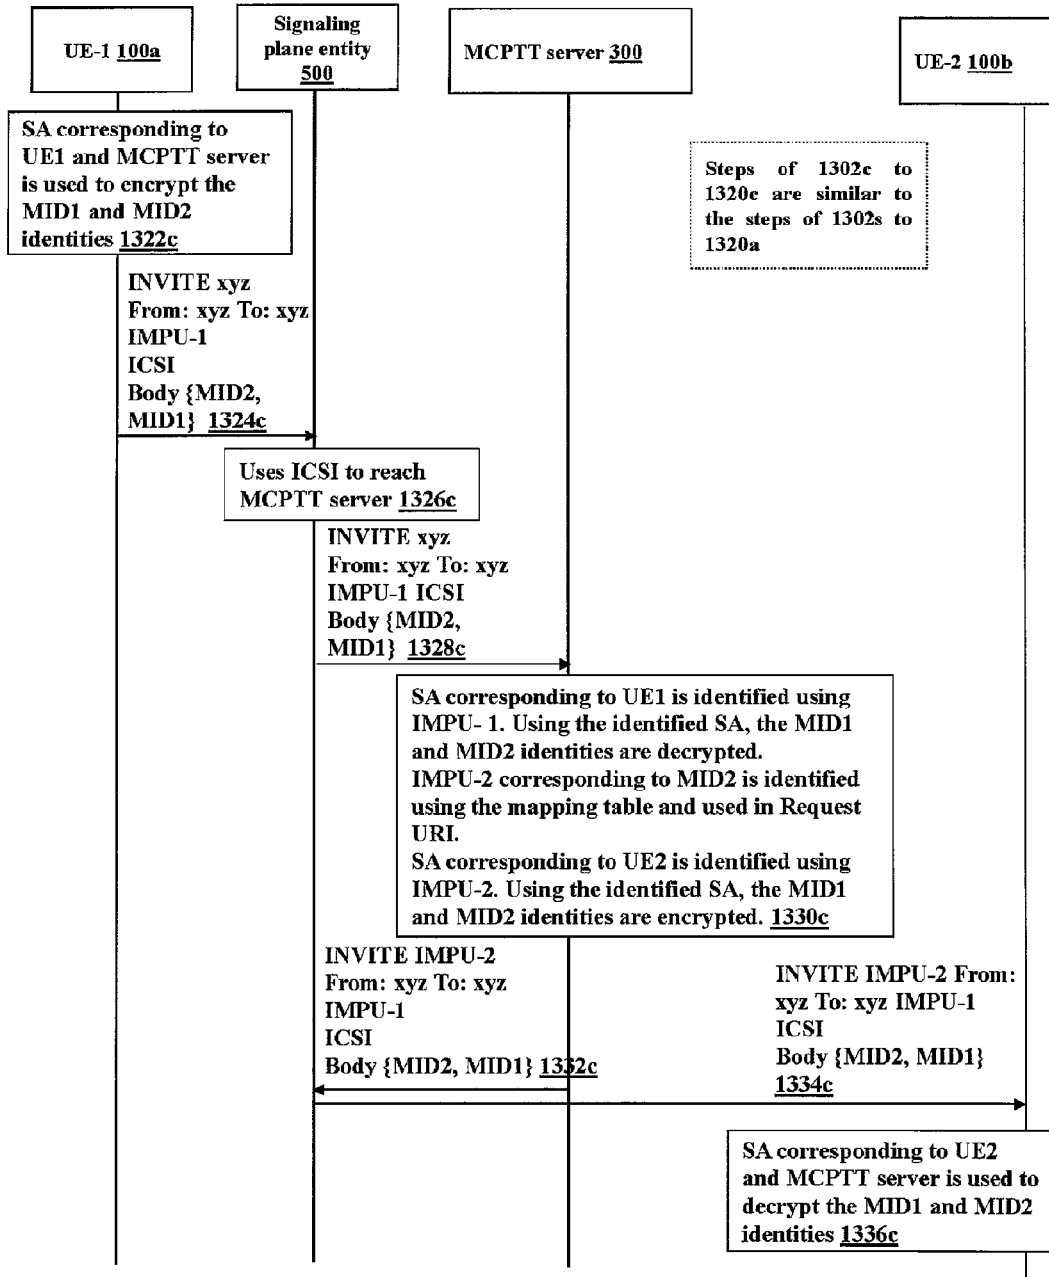 UE-1 100a
Signaling
plane entity
500
MCPTT server 300
UE-2 100b
SA corresponding to
UE1 and MCPTT server
is used to encrypt the
MID1 and MID2
identities 1322c
Steps of 1302c to
1320c are similar to
the steps of 1302s to
1320a
INVITE xyz
From: xyz To: xyz
IMPU-1
ICSI
Body {MID2,
MID1} 1324c
Uses ICSI to reach
MCPTT server 1326c
INVITE xyz
From: xyz To: xyz
IMPU-1 ICSI
Body {MID2,
MID1} 1328c
SA corresponding to UE1 is identified using
IMPU- 1. Using the identified SA, the MID1
and MID2 identities are decrypted.
IMPU-2 corresponding to MID2 is identified
using the mapping table and used in Request
URI.
SA corresponding to UE2 is identified using
IMPU-2. Using the identified SA, the MID1
and MID2 identities are encrypted. 1330c
INVITE IMPU-2
From: xyz To: xyz
IMPU-1
ICSI
Body {MID2, MID1} 1332c
INVITE IMPU-2 From:
xyz To: xyz IMPU-1
ICSI
Body {MID2, MID1}
1334c
SA corresponding to UE2
and MCPTT server is used to
decrypt the MID1 and MID2
identities 1336c